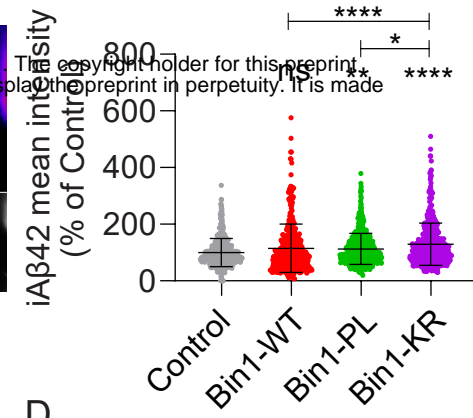 ****
*
The copyright holder for this preprint
splay the preprint in perpetuity. It is made
ns
**
****
iAβ42 mean intensity
(% of Control)
800
600
400
200
0
Control
Bin1-WT
Bin1-PL
Bin1-KR
D